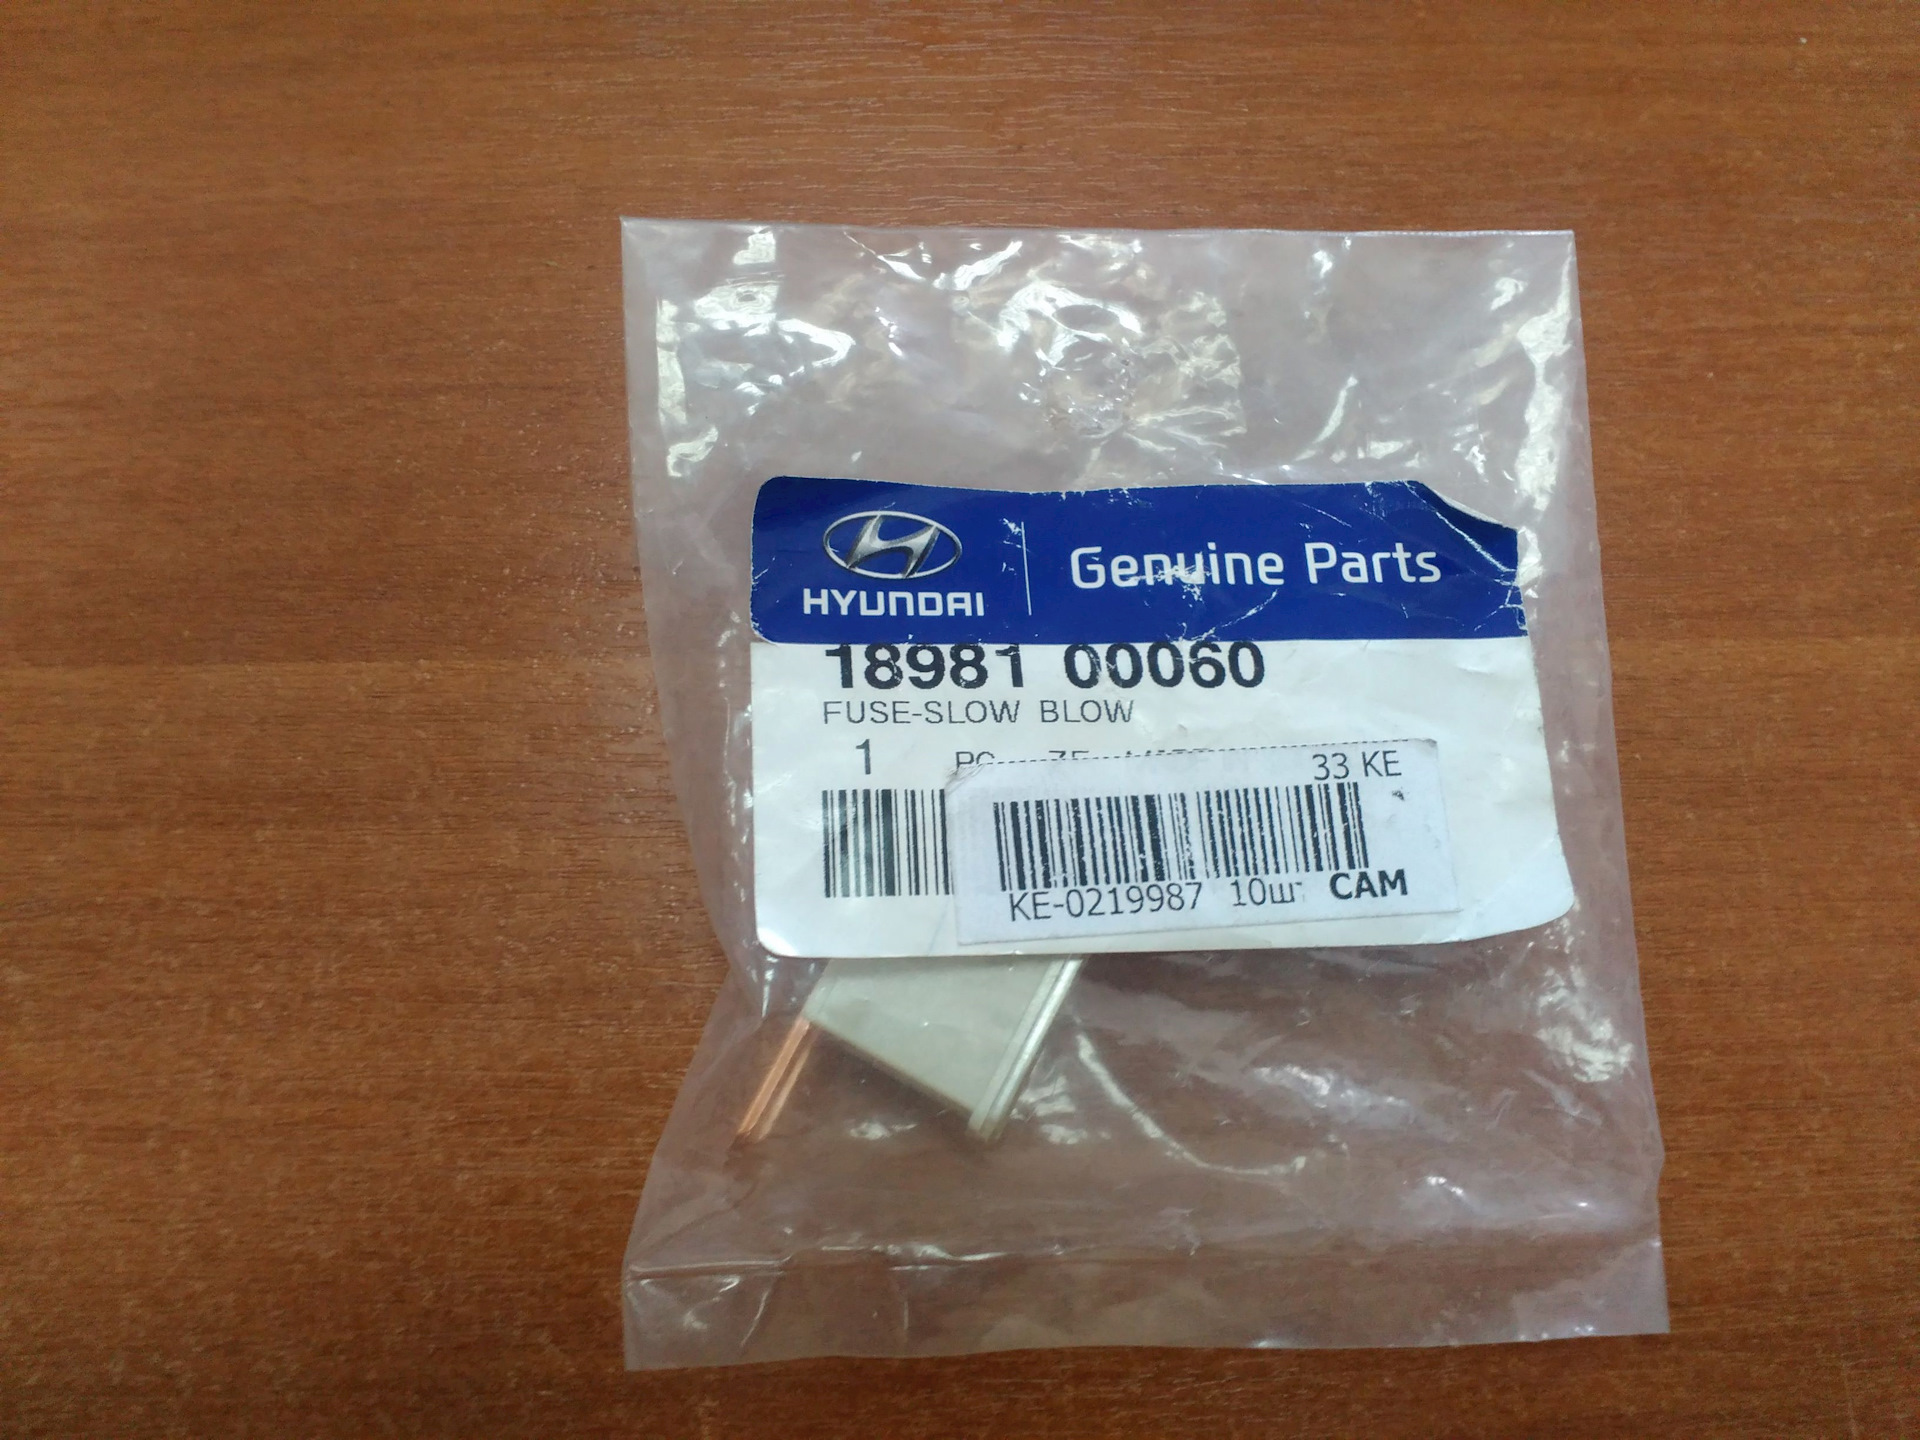 HYUNDAI
Genuine Parts
18981 00060
FUSE-SLOW BLOW
1
33 KE
KE-0219987 10шт CAM